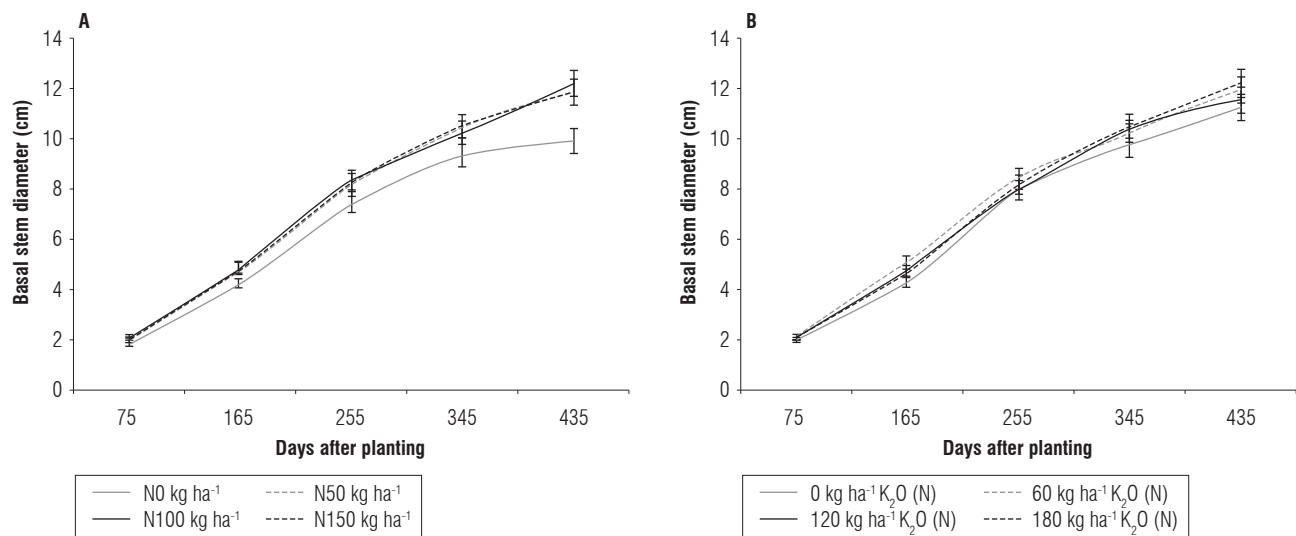 A
14
12
10
8
6
4
2
0
Basal stem diameter (cm)
75 165 255 345 435
Days after planting
N0 kg ha⁻¹ N50 kg ha⁻¹
N100 kg ha⁻¹ N150 kg ha⁻¹
B
14
12
10
8
6
4
2
0
Basal stem diameter (cm)
75 165 255 345 435
Days after planting
0 kg ha⁻¹ K₂O (N) 60 kg ha⁻¹ K₂O (N)
120 kg ha⁻¹ K₂O (N) 180 kg ha⁻¹ K₂O (N)